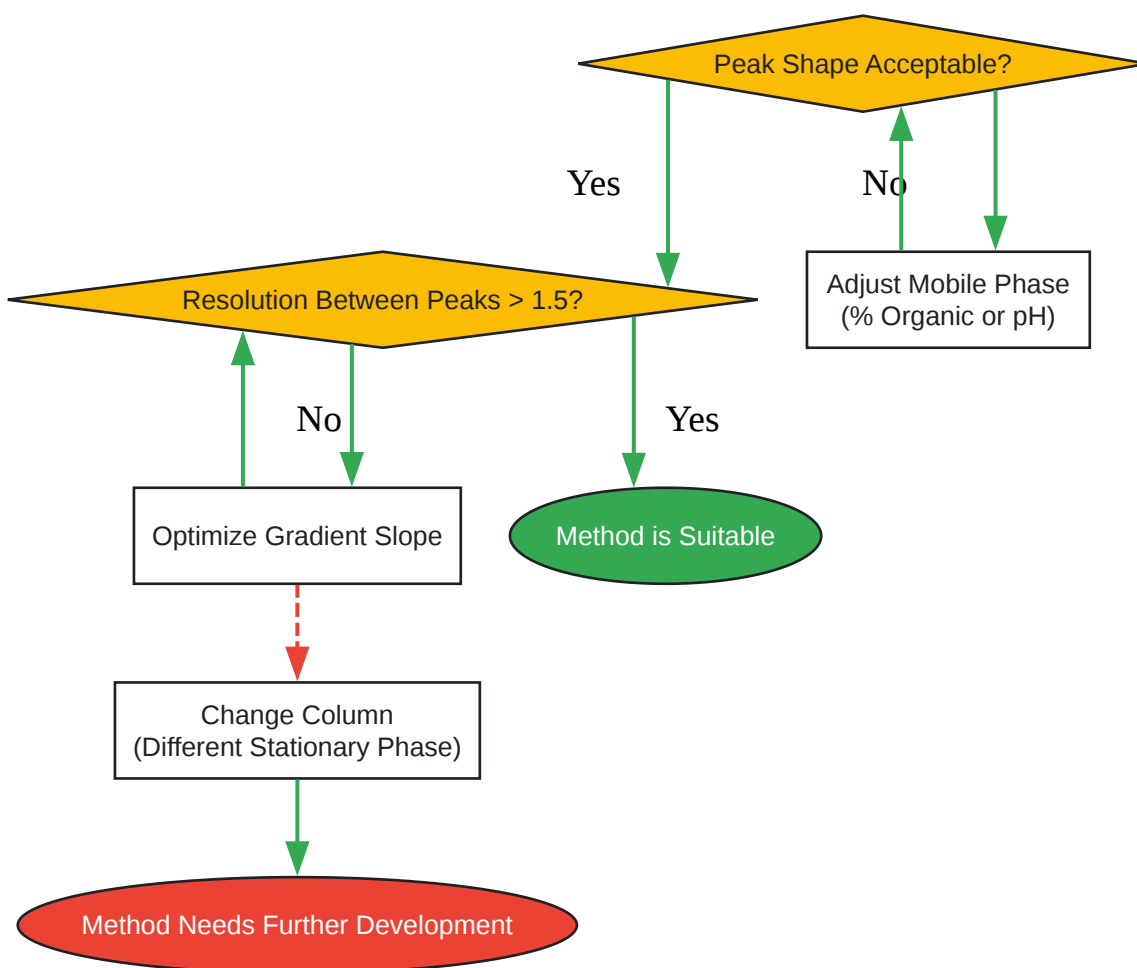 Peak Shape Acceptable?
Yes
No
Adjust Mobile Phase
(% Organic or pH)
Resolution Between Peaks > 1.5?
No
Yes
Optimize Gradient Slope
Method is Suitable
Change Column
(Different Stationary Phase)
Method Needs Further Development